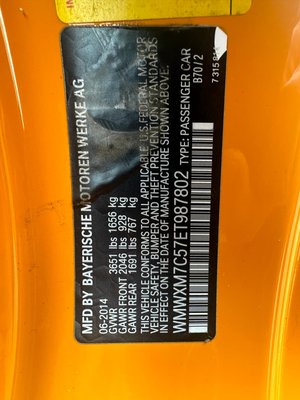 MFD BY BAYERISCHE MOTOREN WERKE AG
06-2014
GVWR 3651 lbs 1656 kg
GAWR FRONT 2046 lbs 928 kg
GAWR REAR 1691 lbs 767 kg
THIS VEHICLE CONFORMS TO ALL APPLICABLE U.S. FEDERAL MOTOR
VEHICLE SAFETY, BUMPER AND THEFT PREVENTION STANDARDS
IN EFFECT ON THE DATE OF MANUFACTURE SHOWN ABOVE.
WMWXM7C57ET987802 TYPE: PASSENGER CAR
B70/2